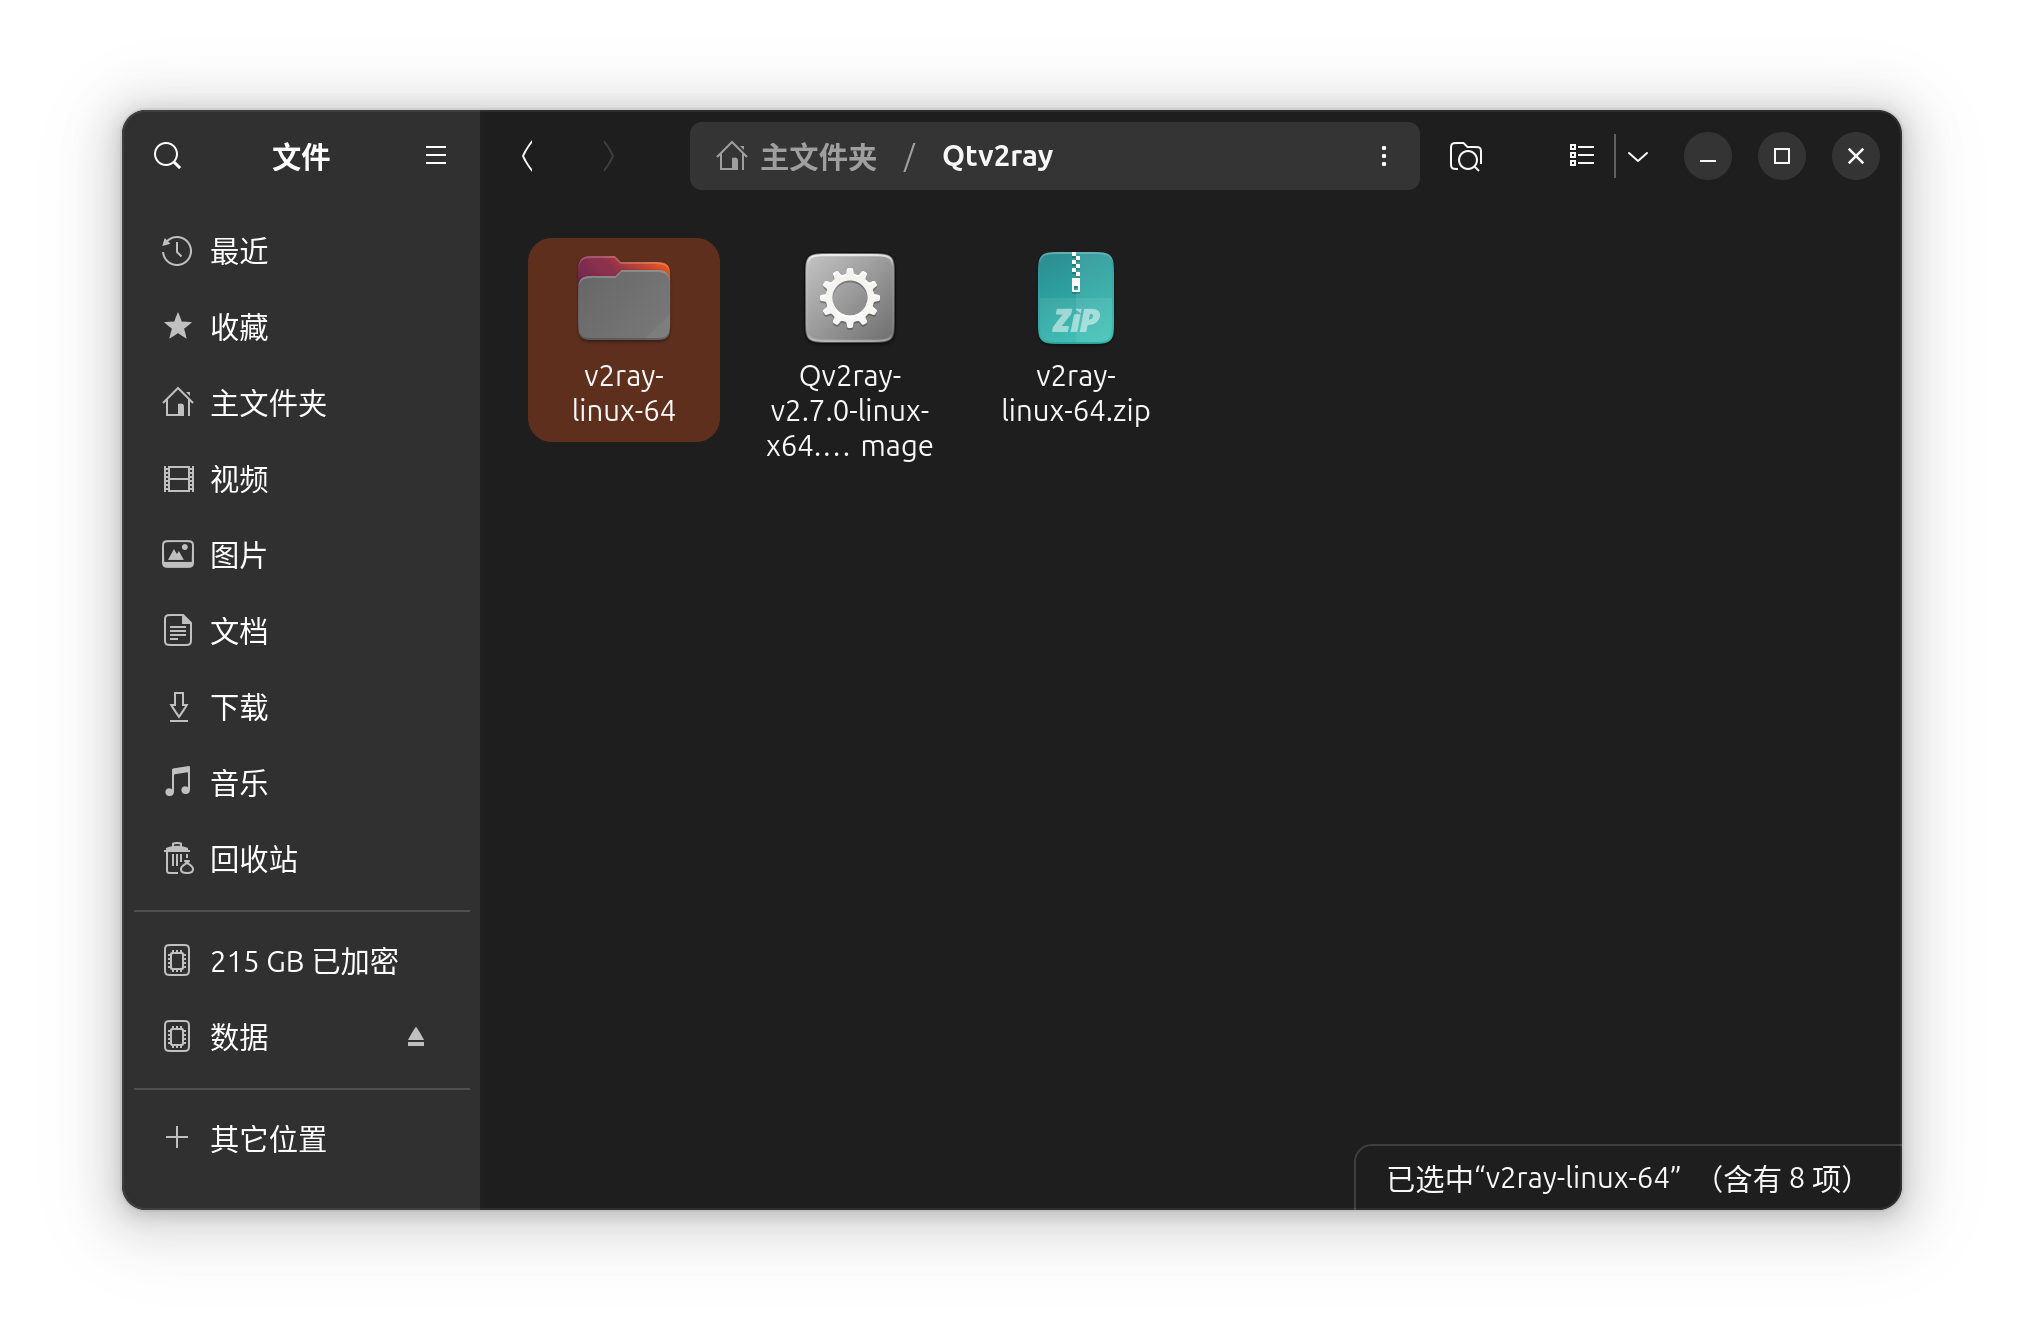 文件
主文件夹 / Qtv2ray
最近
收藏
主文件夹
视频
图片
文档
下载
音乐
回收站
215 GB 已加密
数据
其它位置
v2ray-
linux-64
Qv2ray-
v2.7.0-linux-
x64.… mage
ZiP
v2ray-
linux-64.zip
已选中“v2ray-linux-64” （含有 8 项）